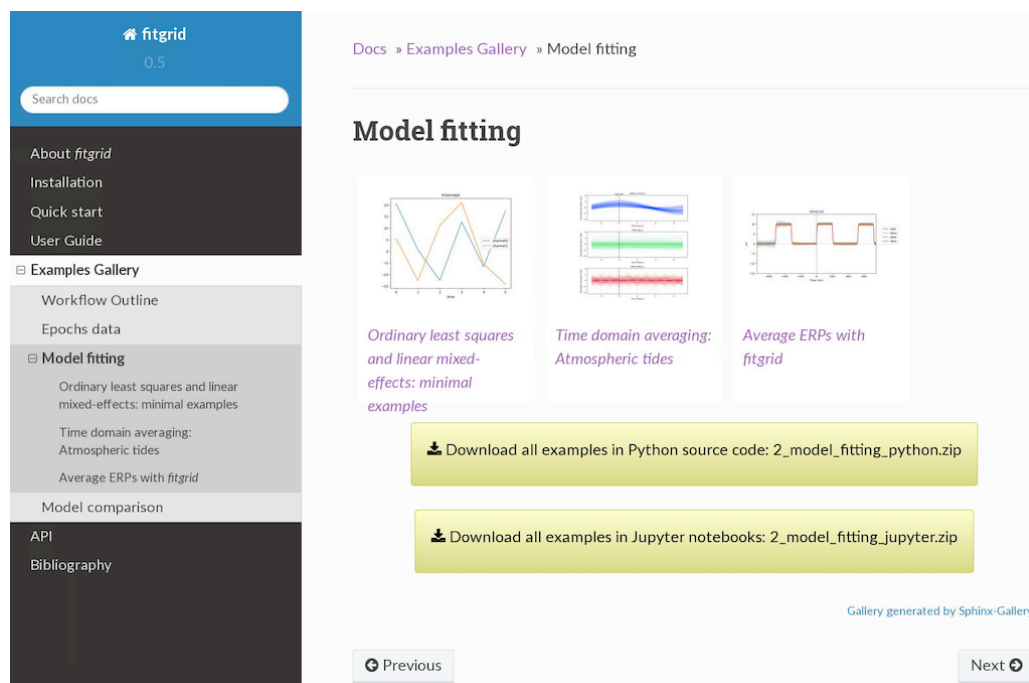 fitgrid
0.5
Search docs
About fitgrid
Installation
Quick start
User Guide
Examples Gallery
Workflow Outline
Epochs data
Model fitting
Ordinary least squares and linear
mixed-effects: minimal examples
Time domain averaging:
Atmospheric tides
Average ERPs with fitgrid
Model comparison
API
Bibliography
Docs » Examples Gallery » Model fitting
Model fitting
Ordinary least squares
and linear mixed-
effects: minimal
examples
Time domain averaging:
Atmospheric tides
Average ERPs with
fitgrid
Download all examples in Python source code: 2_model_fitting_python.zip
Download all examples in Jupyter notebooks: 2_model_fitting_jupyter.zip
Gallery generated by Sphinx-Gallery
Previous
Next